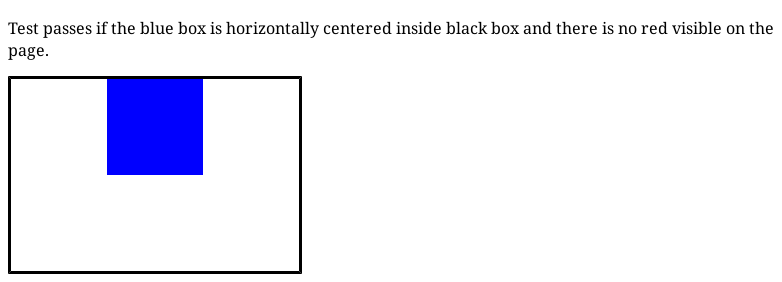 Test passes if the blue box is horizontally centered inside black box and there is no red visible on the
page.